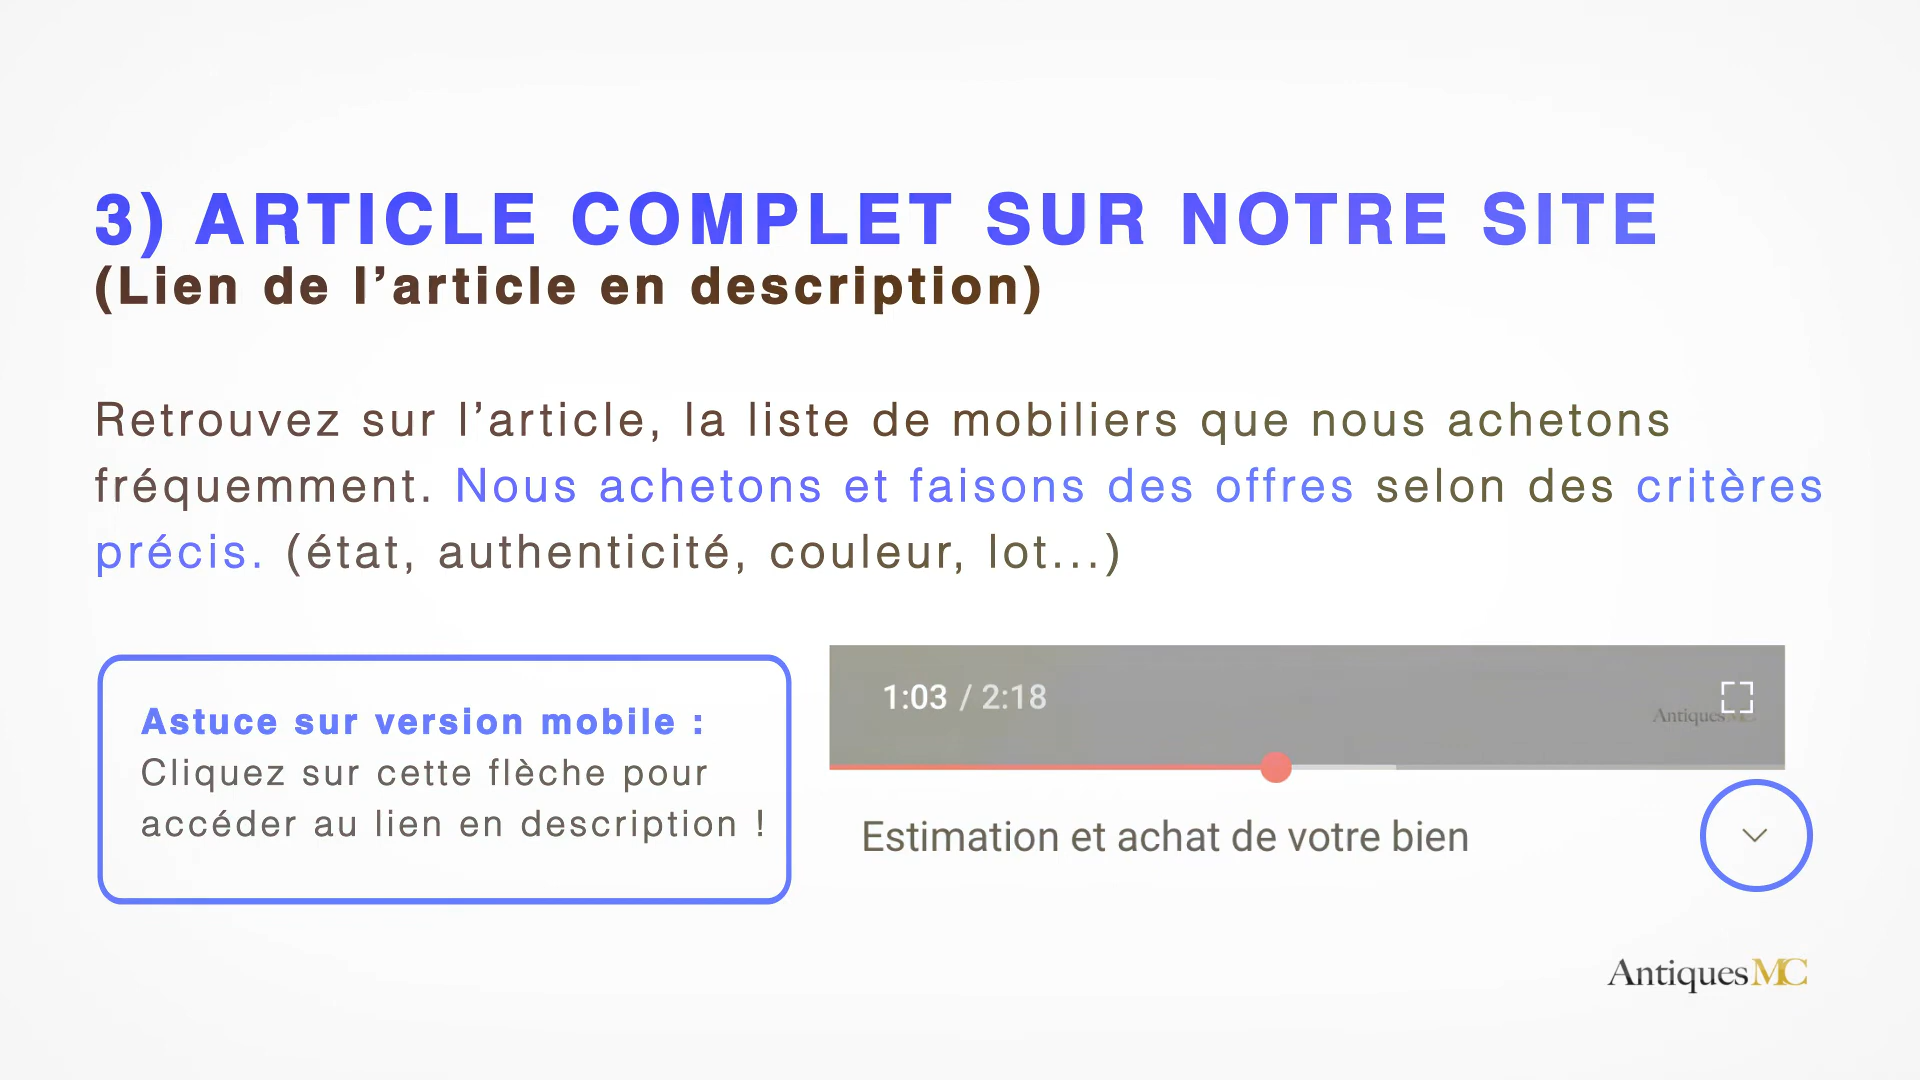 3) ARTICLE COMPLET SUR NOTRE SITE
(Lien de l’article en description)
Retrouvez sur l’article, la liste de mobiliers que nous achetons
fréquemment. Nous achetons et faisons des offres selon des critères
précis. (état, authenticité, couleur, lot...)
Astuce sur version mobile :
Cliquez sur cette flèche pour
accéder au lien en description !
1:03 / 2:18
AntiquesMC
Estimation et achat de votre bien
AntiquesMC